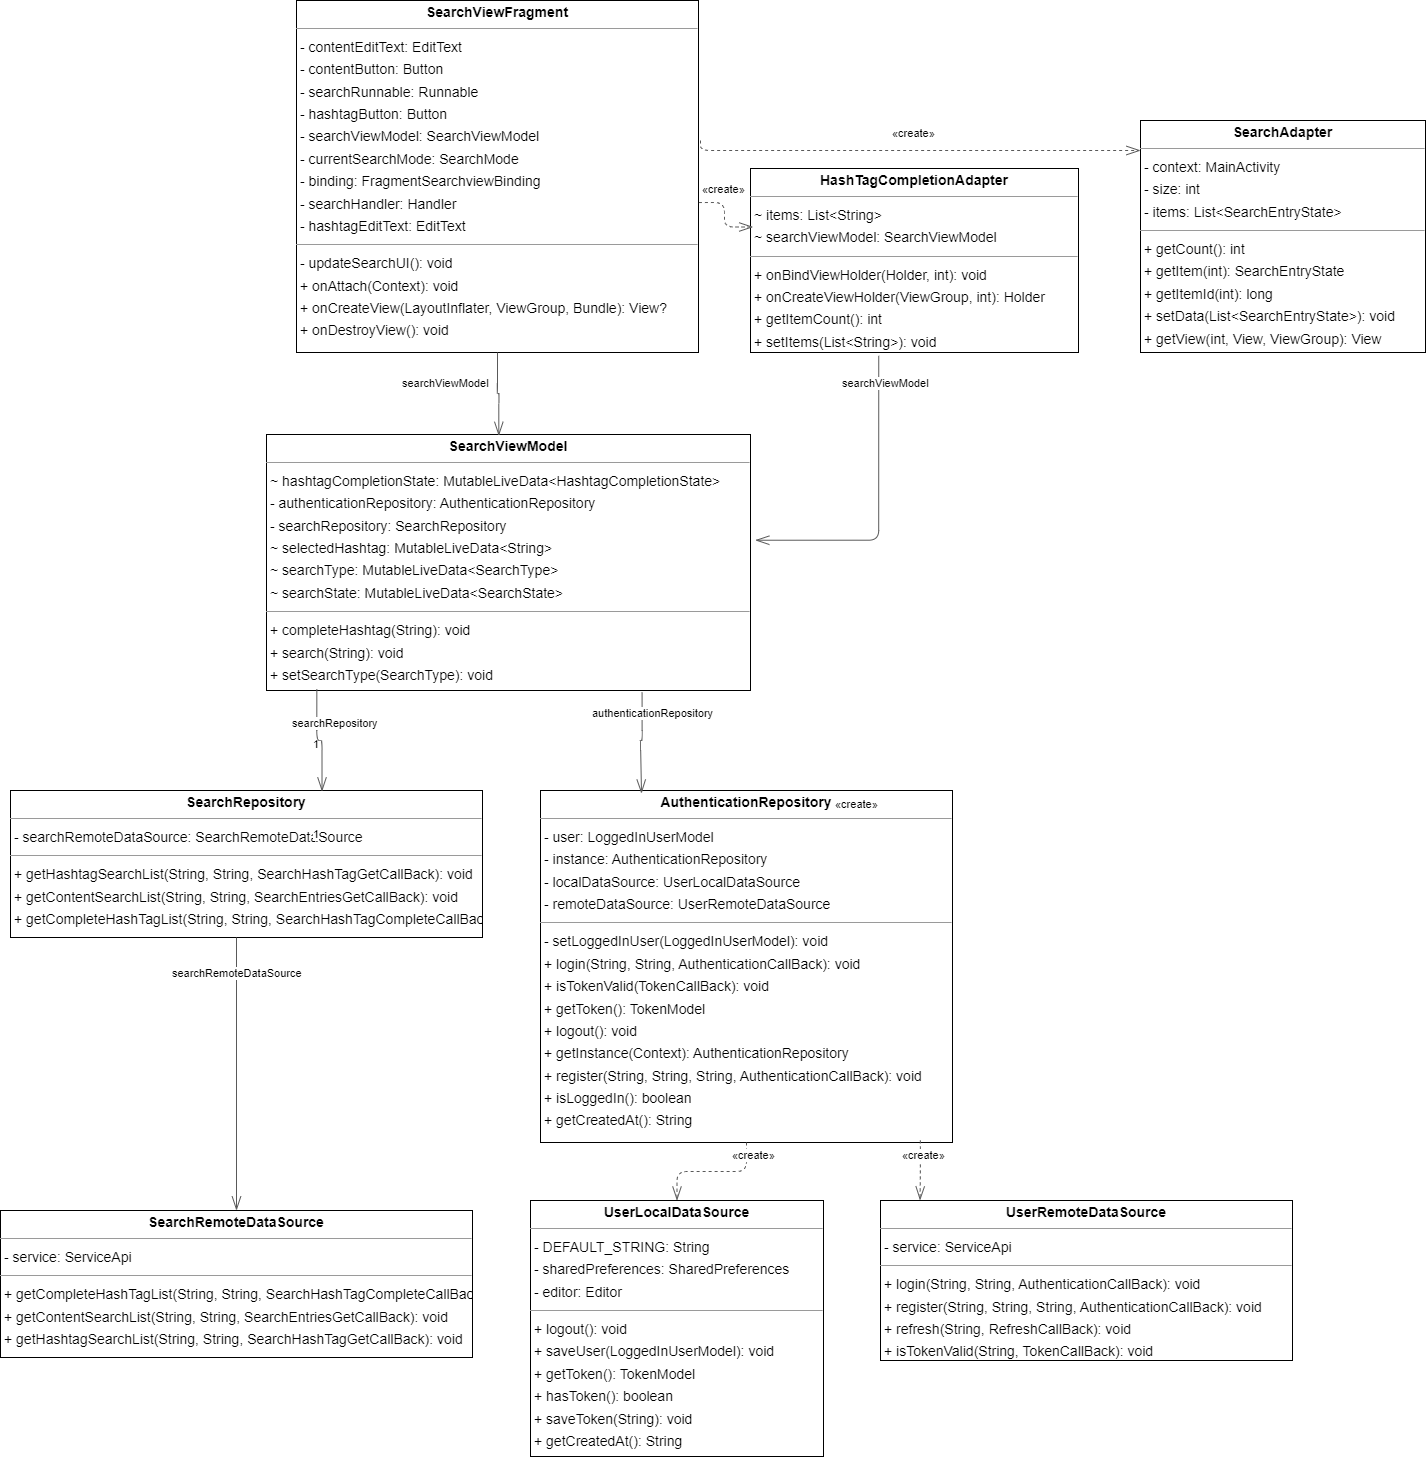 SearchViewFragment
- contentEditText: EditText
- contentButton: Button
- searchRunnable: Runnable
- hashtagButton: Button
- searchViewModel: SearchViewModel
- currentSearchMode: SearchMode
- binding: FragmentSearchviewBinding
- searchHandler: Handler
- hashtagEditText: EditText
- updateSearchUI(): void
+ onAttach(Context): void
+ onCreateView(LayoutInflater, ViewGroup, Bundle): View?
+ onDestroyView(): void
«create»
«create»
HashTagCompletionAdapter
~ items: List<String>
~ searchViewModel: SearchViewModel
+ onBindViewHolder(Holder, int): void
+ onCreateViewHolder(ViewGroup, int): Holder
+ getItemCount(): int
+ setItems(List<String>): void
SearchAdapter
- context: MainActivity
- size: int
- items: List<SearchEntryState>
+ getCount(): int
+ getItem(int): SearchEntryState
+ getItemId(int): long
+ setData(List<SearchEntryState>): void
+ getView(int, View, ViewGroup): View
searchViewModel
searchViewModel
SearchViewModel
~ hashtagCompletionState: MutableLiveData<HashtagCompletionState>
- authenticationRepository: AuthenticationRepository
- searchRepository: SearchRepository
~ selectedHashtag: MutableLiveData<String>
~ searchType: MutableLiveData<SearchType>
~ searchState: MutableLiveData<SearchState>
+ completeHashtag(String): void
+ search(String): void
+ setSearchType(SearchType): void
searchRepository
1
authenticationRepository
SearchRepository
- searchRemoteDataSource: SearchRemoteDataSource
1
+ getHashtagSearchList(String, String, SearchHashTagGetCallBack): void
+ getContentSearchList(String, String, SearchEntriesGetCallBack): void
+ getCompleteHashTagList(String, String, SearchHashTagCompleteCallBac
AuthenticationRepository «create»
- user: LoggedInUserModel
- instance: AuthenticationRepository
- localDataSource: UserLocalDataSource
- remoteDataSource: UserRemoteDataSource
- setLoggedInUser(LoggedInUserModel): void
+ login(String, String, AuthenticationCallBack): void
+ isTokenValid(TokenCallBack): void
+ getToken(): TokenModel
+ logout(): void
+ getInstance(Context): AuthenticationRepository
+ register(String, String, String, AuthenticationCallBack): void
+ isLoggedIn(): boolean
+ getCreatedAt(): String
searchRemoteDataSource
«create»
«create»
SearchRemoteDataSource
- service: ServiceApi
+ getCompleteHashTagList(String, String, SearchHashTagCompleteCallBac
+ getContentSearchList(String, String, SearchEntriesGetCallBack): void
+ getHashtagSearchList(String, String, SearchHashTagGetCallBack): void
UserLocalDataSource
- DEFAULT_STRING: String
- sharedPreferences: SharedPreferences
- editor: Editor
+ logout(): void
+ saveUser(LoggedInUserModel): void
+ getToken(): TokenModel
+ hasToken(): boolean
+ saveToken(String): void
+ getCreatedAt(): String
UserRemoteDataSource
- service: ServiceApi
+ login(String, String, AuthenticationCallBack): void
+ register(String, String, String, AuthenticationCallBack): void
+ refresh(String, RefreshCallBack): void
+ isTokenValid(String, TokenCallBack): void